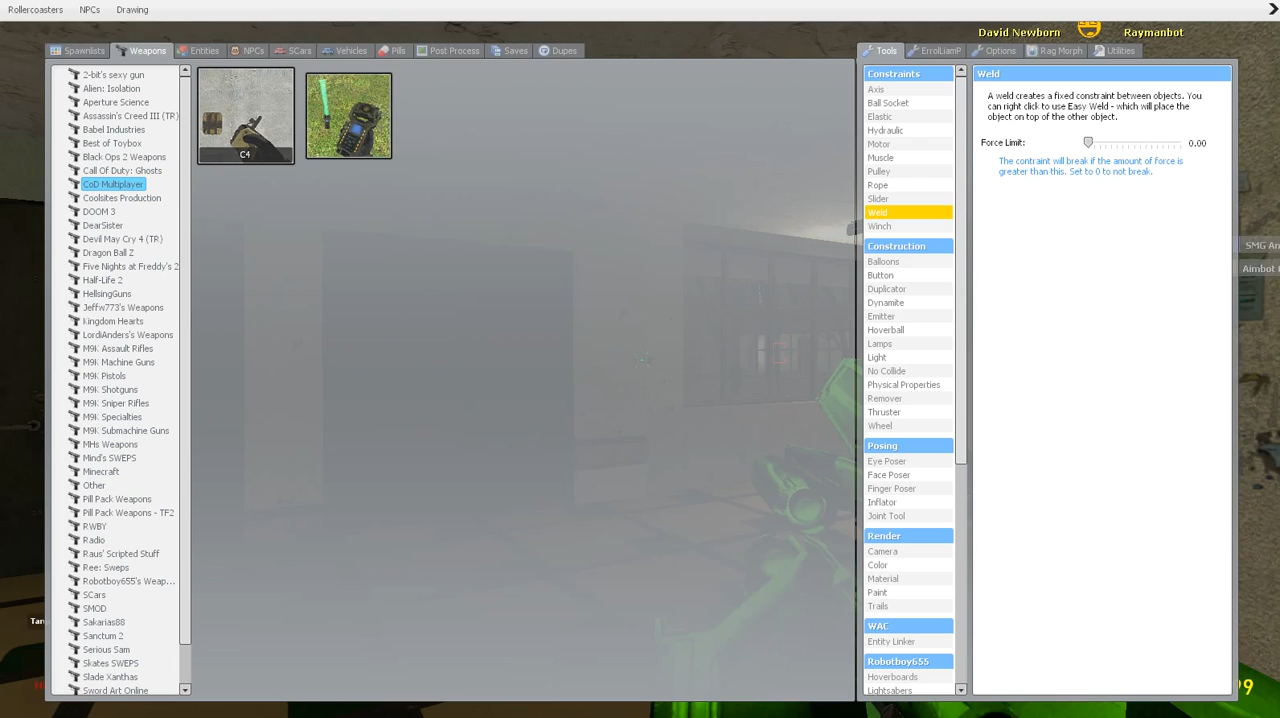 Rollercoasters NPCs Drawing
David Newborn Raymanbot
Spawnlists Weapons Entities NPCs SCars Vehicles Pills Post Process Saves Dupes
2-bit's sexy gun
Alien: Isolation
Aperture Science
Assassin's Creed III (TR)
Babel Industries
Best of Toybox
Black Ops 2 Weapons
Call Of Duty: Ghosts
CoD Multiplayer
Coolsites Production
DOOM 3
DearSister
Devil May Cry 4 (TR)
Dragon Ball Z
Five Nights at Freddy's 2
Half-Life 2
HellsingGuns
Jeffw773's Weapons
Kingdom Hearts
LordiAnders's Weapons
M9K Assault Rifles
M9K Machine Guns
M9K Pistols
M9K Shotguns
M9K Sniper Rifles
M9K Specialties
M9K Submachine Guns
MHs Weapons
Mind's SWEPS
Minecraft
Other
Pill Pack Weapons
Pill Pack Weapons - TF2
RWBY
Radio
Raus' Scripted Stuff
Ree: Sweps
Robotboy655's Weap...
SCars
SMOD
Sakarias88
Sanctum 2
Serious Sam
Skates SWEPS
Slade Xanthas
Sword Art Online
C4
Tools ErrolLiamP Options Rag Morph Utilities
Constraints
Axis
Ball Socket
Elastic
Hydraulic
Motor
Muscle
Pulley
Rope
Slider
Weld
Winch
Construction
Balloons
Button
Duplicator
Dynamite
Emitter
Hoverball
Lamps
Light
No Collide
Physical Properties
Remover
Thruster
Wheel
Posing
Eye Poser
Face Poser
Finger Poser
Inflator
Joint Tool
Render
Camera
Color
Material
Paint
Trails
WAC
Entity Linker
Robotboy655
Hoverboards
Lightsabers
Weld
A weld creates a fixed constraint between objects. You
can right click to use Easy Weld - which will place the
object on top of the other object.
Force Limit: 0.00
The contraint will break if the amount of force is
greater than this. Set to 0 to not break.
SMG An
Aimbot
Tar
99